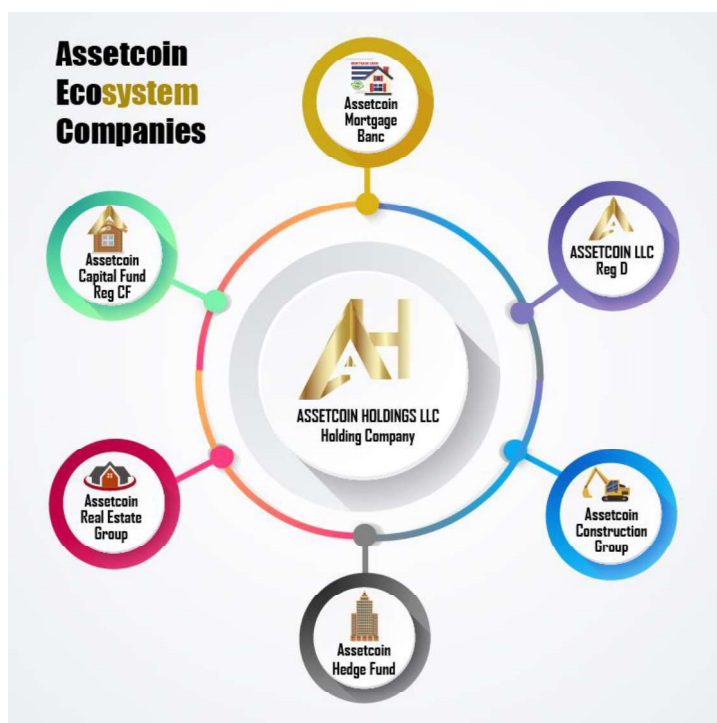 Assetcoin
Ecosystem
Companies
Assetcoin
Mortgage
Banc
ASSETCOIN LLC
Reg D
Assetcoin
Construction
Group
Assetcoin
Hedge Fund
Assetcoin
Real Estate
Group
Assetcoin
Capital Fund
Reg CF
AH
ASSETCOIN HOLDINGS LLC
Holding Company